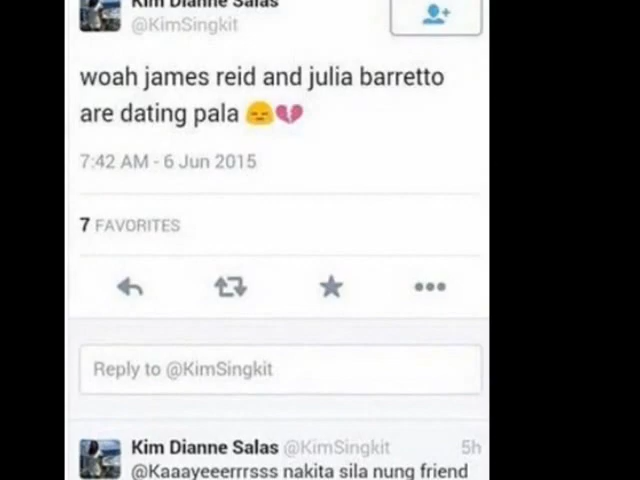 Kim Dianne Salas
@KimSingkit
woah james reid and julia barretto
are dating pala 😑💔
7:42 AM - 6 Jun 2015
7 FAVORITES
Reply to @KimSingkit
Kim Dianne Salas @KimSingkit 5h
@Kaaayeeerrrsss nakita sila nung friend